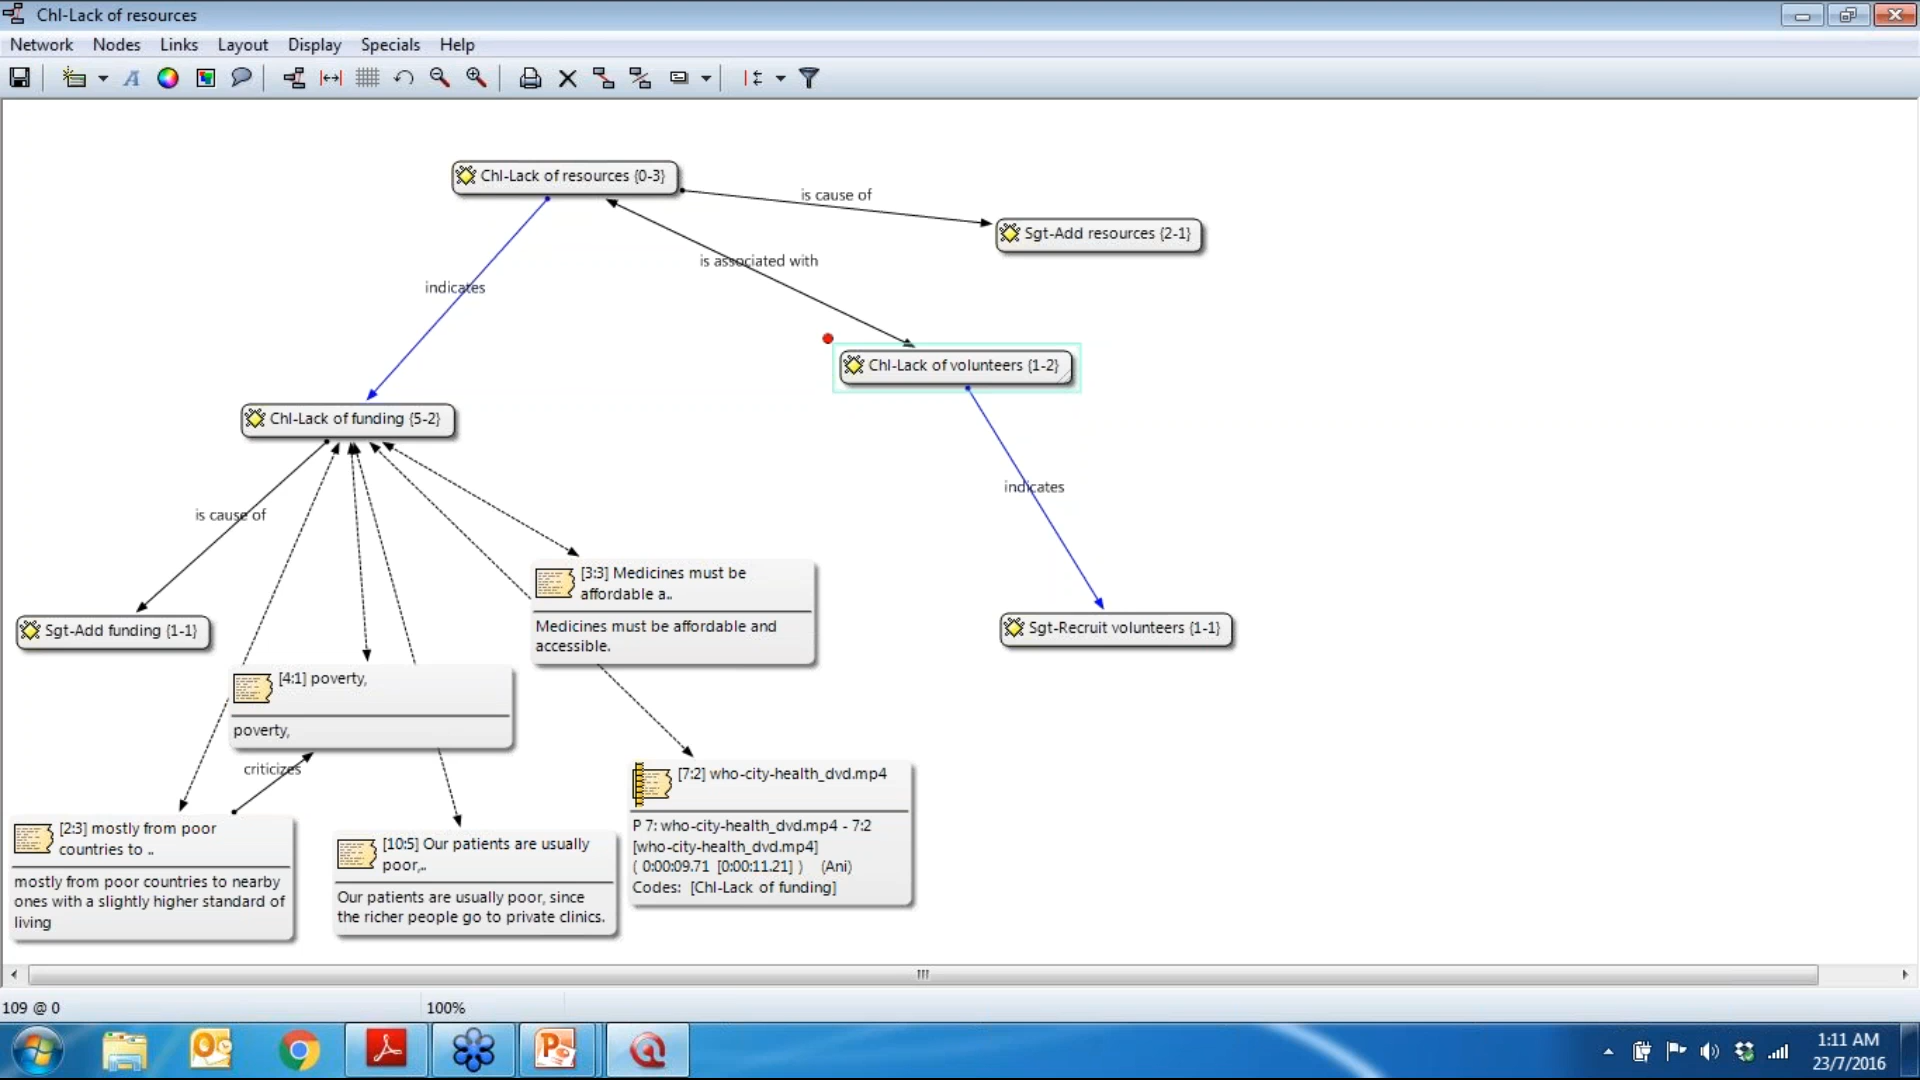 Chl-Lack of resources
Network Nodes Links Layout Display Specials Help
Chl-Lack of resources {0-3}
is cause of
Sgt-Add resources {2-1}
is associated with
indicates
Chl-Lack of volunteers {1-2}
Chl-Lack of funding {5-2}
indicates
is cause of
[3:3] Medicines must be
affordable a..
Medicines must be affordable and
accessible.
Sgt-Add funding {1-1}
Sgt-Recruit volunteers {1-1}
[4:1] poverty,
poverty,
criticizes
[7:2] who-city-health_dvd.mp4
P 7: who-city-health_dvd.mp4 - 7:2
[who-city-health_dvd.mp4]
( 0:00:09.71 [0:00:11.21] ) (Ani)
Codes: [Chl-Lack of funding]
[2:3] mostly from poor
countries to ..
mostly from poor countries to nearby
ones with a slightly higher standard of
living
[10:5] Our patients are usually
poor,..
Our patients are usually poor, since
the richer people go to private clinics.
109 @ 0 100%
1:11 AM
23/7/2016